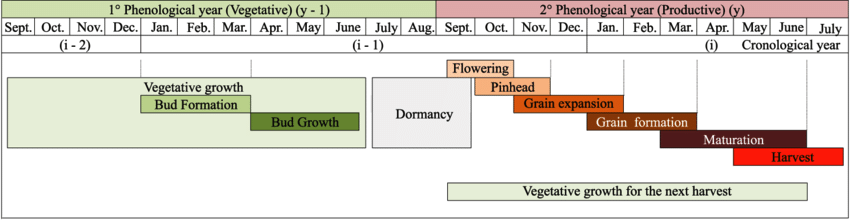 1° Phenological year (Vegetative) (y - 1) 2° Phenological year (Productive) (y)
Sept. Oct. Nov. Dec. Jan. Feb. Mar. Apr. May June July Aug. Sept. Oct. Nov. Dec. Jan. Feb. Mar. Apr. May June July
(i - 2) (i - 1) (i) Cronological year
Flowering
Vegetative growth Pinhead
Bud Formation Grain expansion
Dormancy
Bud Growth Grain formation
Maturation
Harvest
Vegetative growth for the next harvest